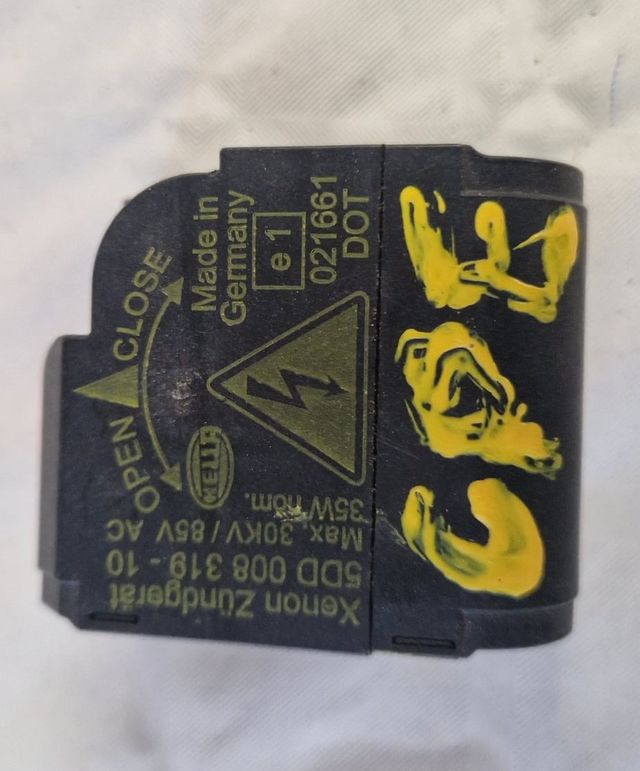 Xenon Zündgerät
5DD 008 319 - 10
Max. 30KV / 85V AC
35W nom.
HELLA
OPEN CLOSE
Made in
Germany
e1
021661
DOT